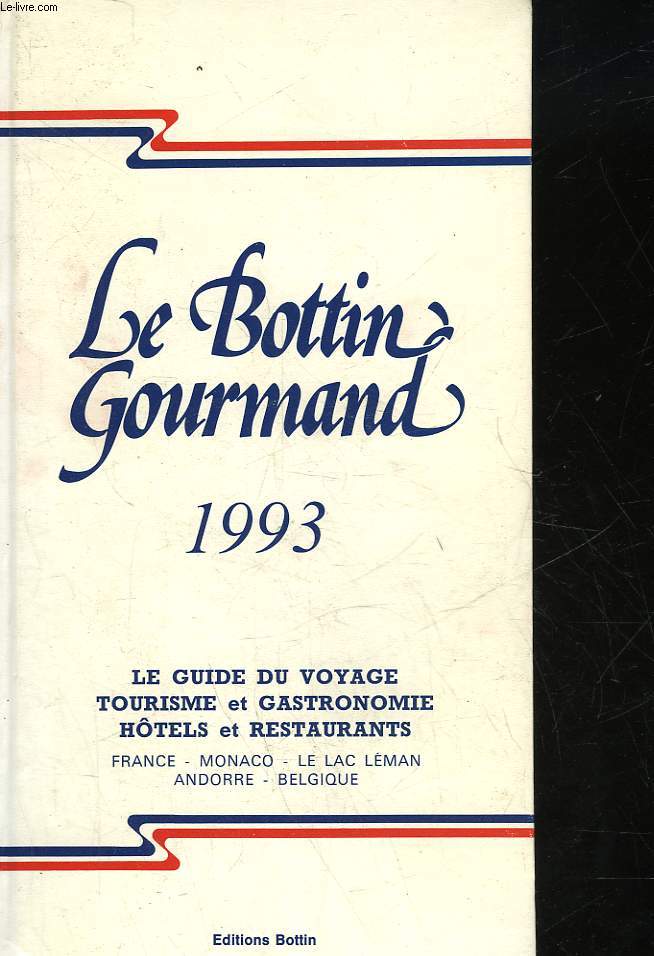 Le-livre.com
Le Bottin
Gourmand
1993
LE GUIDE DU VOYAGE
TOURISME et GASTRONOMIE
HÔTELS et RESTAURANTS
FRANCE - MONACO - LE LAC LÉMAN
ANDORRE - BELGIQUE
Editions Bottin